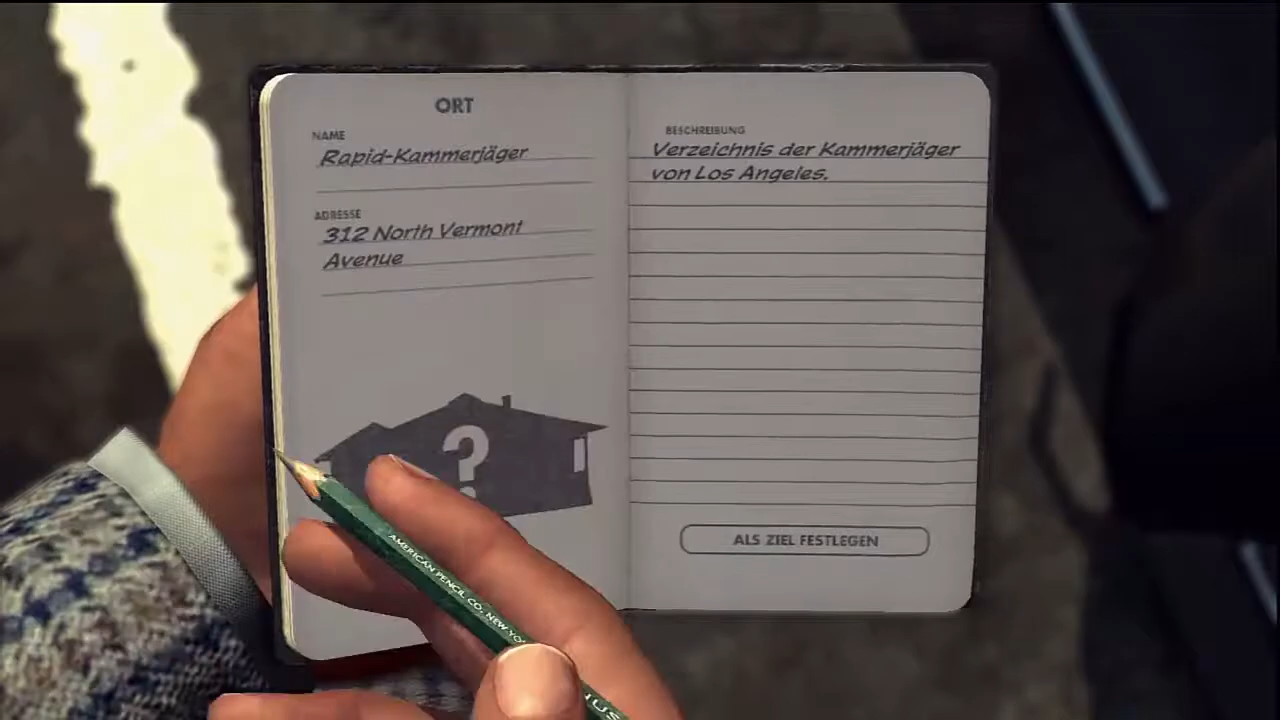 ORT
NAME
Rapid-Kammerjäger
ADRESSE
312 North Vermont
Avenue
?
BESCHREIBUNG
Verzeichnis der Kammerjäger
von Los Angeles.
ALS ZIEL FESTLEGEN
AMERICAN PENCIL CO., NEW YO